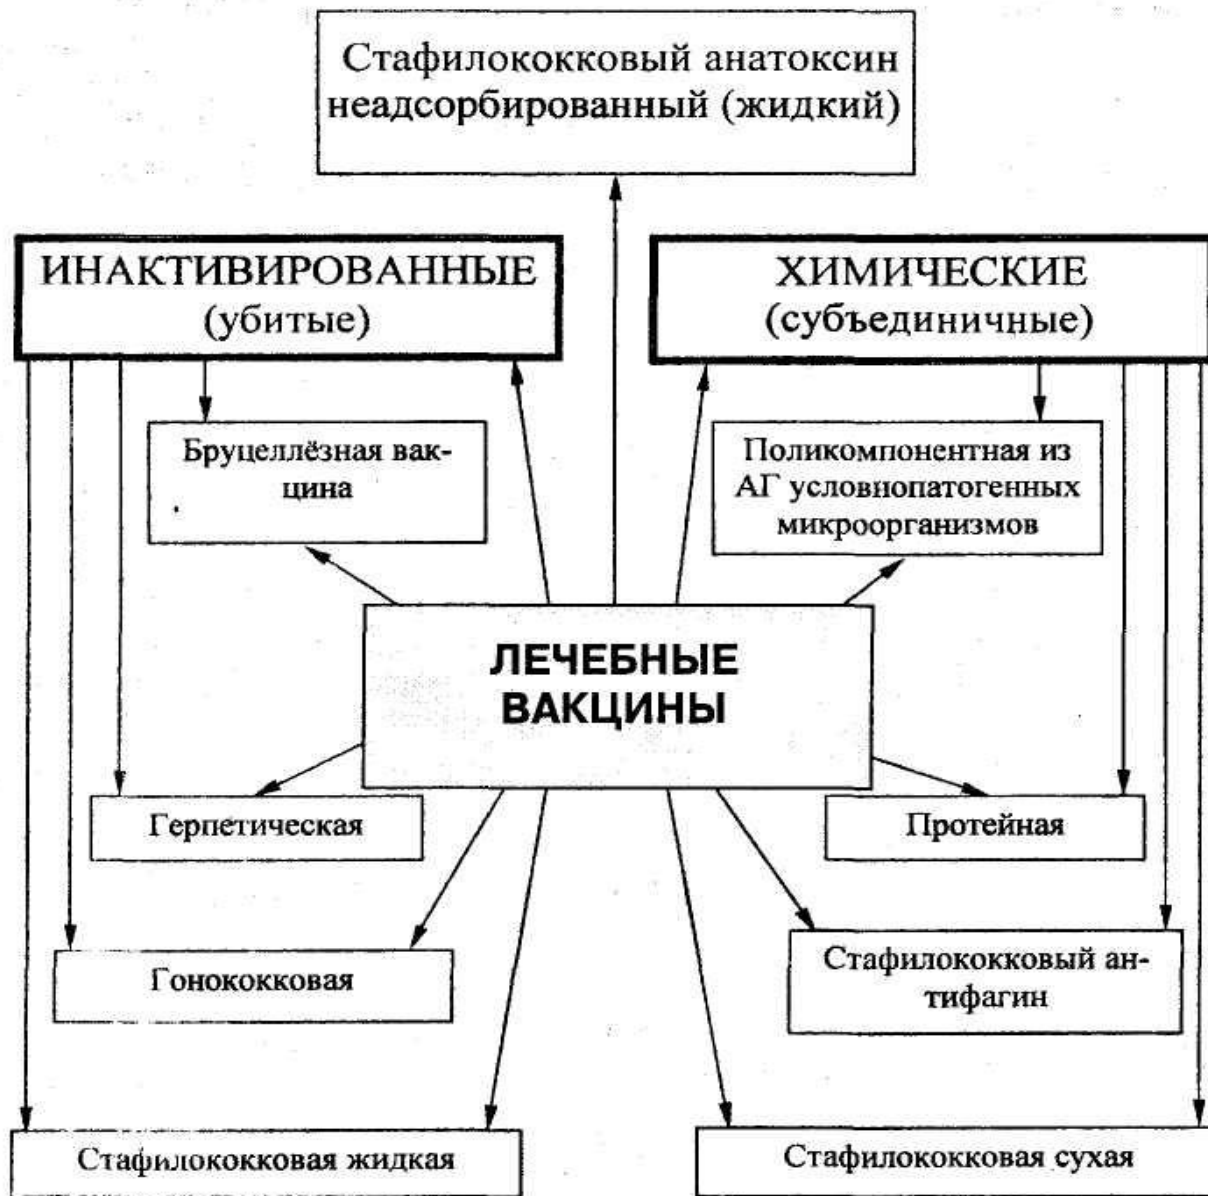 Стафилококковый анатоксин
неадсорбированный (жидкий)
ИНАКТИВИРОВАННЫЕ
(убитые)
ХИМИЧЕСКИЕ
(субъединичные)
Бруцеллёзная вак-
цина
Поликомпонентная из
АГ условнопатогенных
микроорганизмов
ЛЕЧЕБНЫЕ
ВАКЦИНЫ
Герпетическая
Протейная
Гонококковая
Стафилококковый ан-
тифагин
Стафилококковая жидкая
Стафилококковая сухая